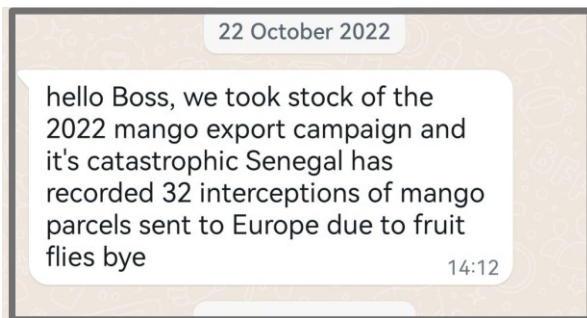 22 October 2022
hello Boss, we took stock of the
2022 mango export campaign and
it's catastrophic Senegal has
recorded 32 interceptions of mango
parcels sent to Europe due to fruit
flies bye
14:12